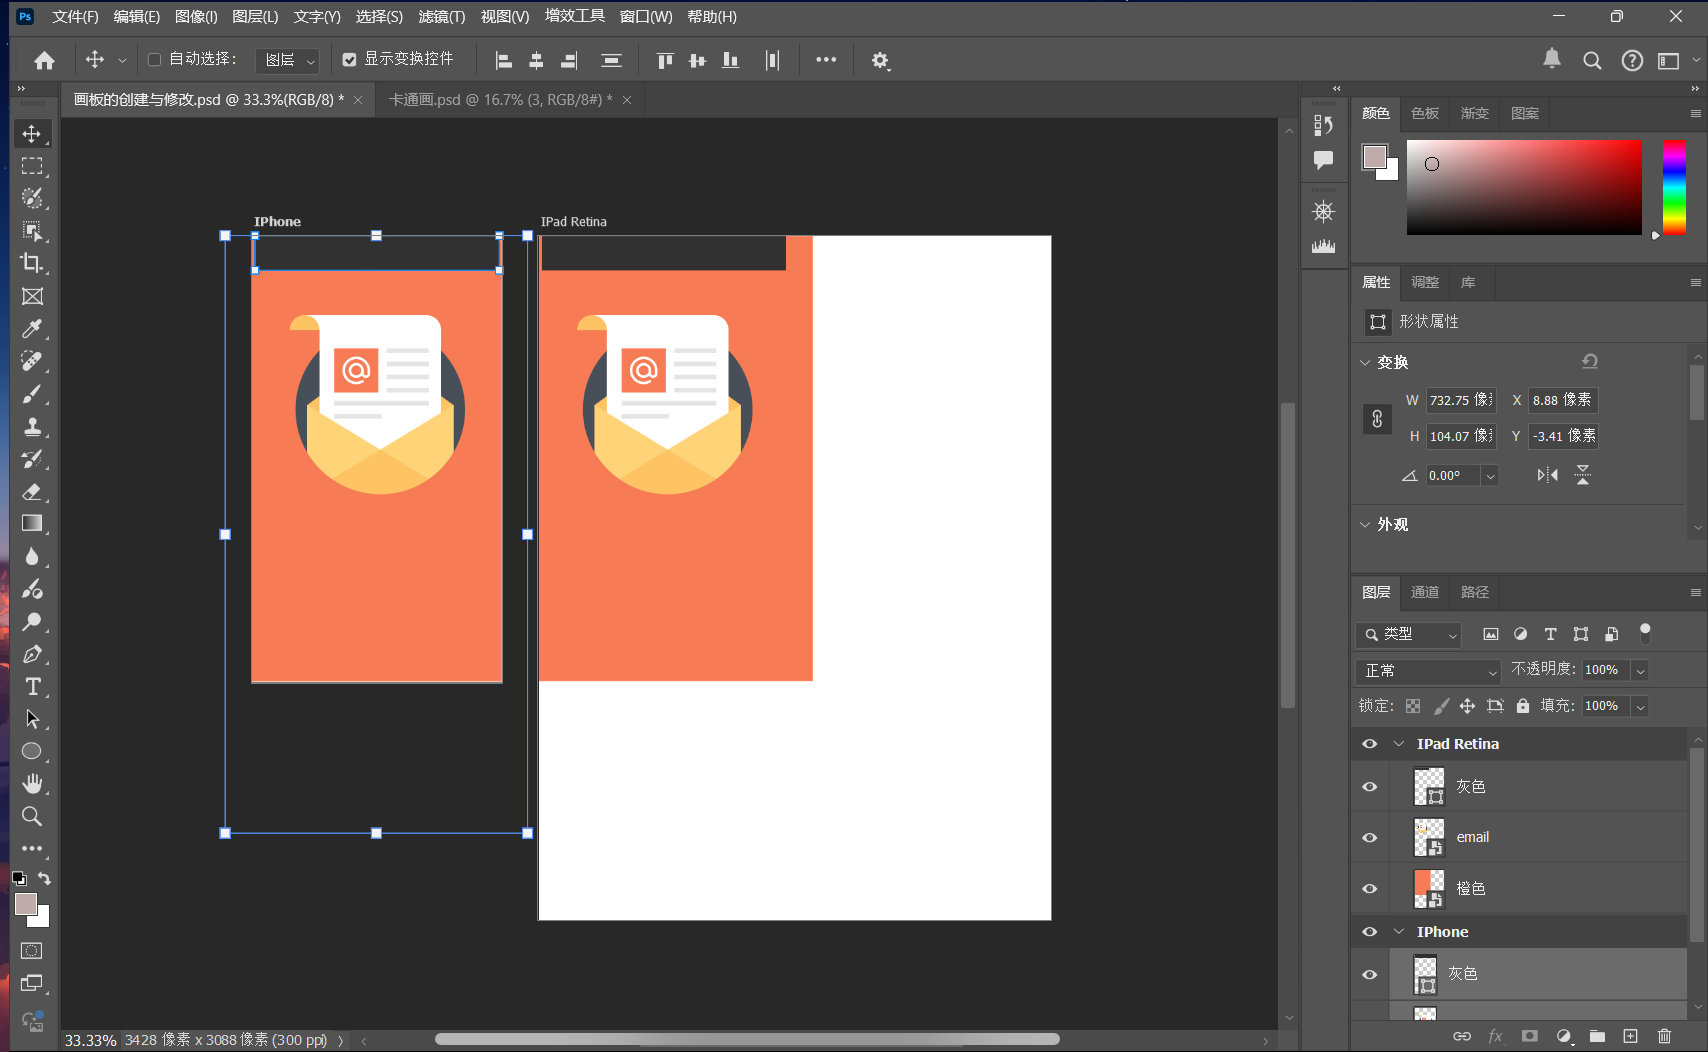 Ps 文件(F) 编辑(E) 图像(I) 图层(L) 文字(Y) 选择(S) 滤镜(T) 视图(V) 增效工具 窗口(W) 帮助(H)
自动选择： 图层 显示变换控件
画板的创建与修改.psd @ 33.3%(RGB/8) * × 卡通画.psd @ 16.7% (3, RGB/8#) * ×
IPhone IPad Retina
@ @
33.33% 3428 像素 x 3088 像素 (300 ppi)
颜色 色板 渐变 图案
属性 调整 库
形状属性
变换
W 732.75 像 X 8.88 像素
H 104.07 像 Y -3.41 像素
0.00°
外观
图层 通道 路径
类型
正常 不透明度: 100%
锁定: 填充: 100%
IPad Retina
灰色
email
橙色
IPhone
灰色
fx